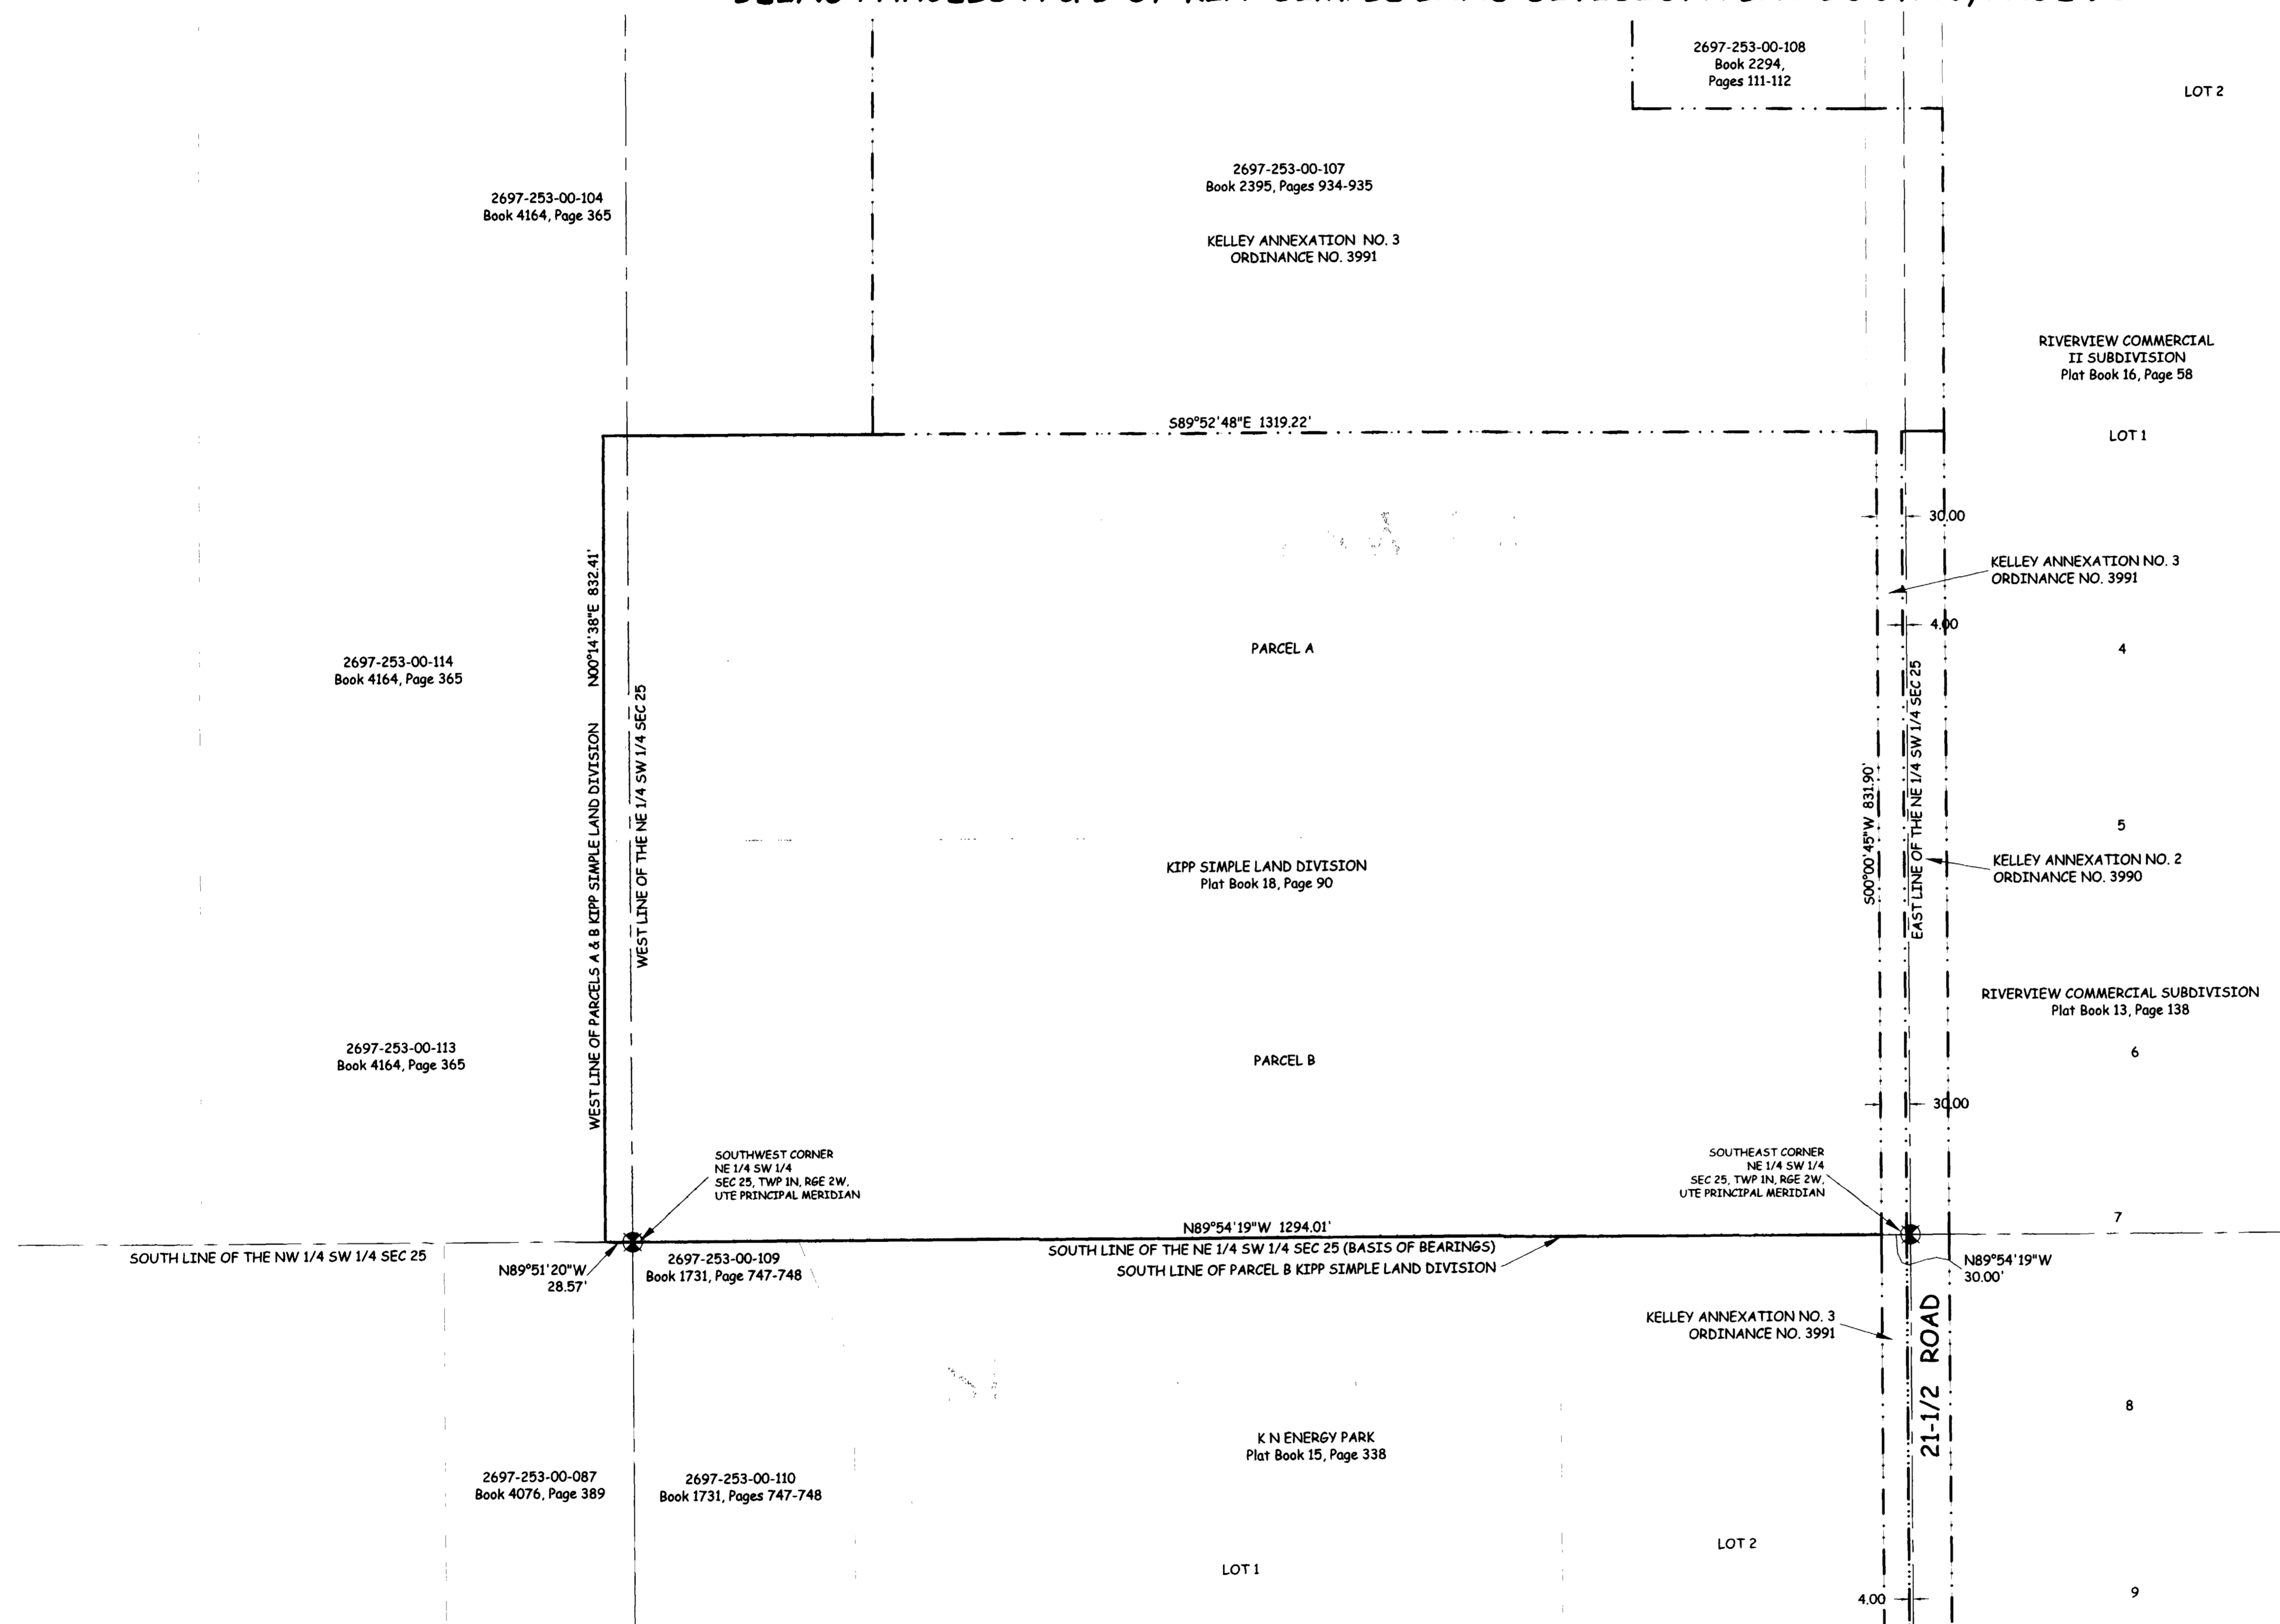 2697-253-00-108
Book 2294,
Pages 111-112
LOT 2
2697-253-00-107
Book 2395, Pages 934-935
2697-253-00-104
Book 4164, Page 365
KELLEY ANNEXATION NO. 3
ORDINANCE NO. 3991
RIVERVIEW COMMERCIAL
II SUBDIVISION
Plat Book 16, Page 58
S89°52'48"E 1319.22'
LOT 1
30.00
KELLEY ANNEXATION NO. 3
ORDINANCE NO. 3991
4.00
N00°14'38"E 832.41'
WEST LINE OF PARCELS A & B KIPP SIMPLE LAND DIVISION
WEST LINE OF THE NE 1/4 SW 1/4 SEC 25
2697-253-00-114
Book 4164, Page 365
PARCEL A
4
EAST LINE OF THE NE 1/4 SW 1/4 SEC 25
S00°00'45"W 831.90'
5
KIPP SIMPLE LAND DIVISION
Plat Book 18, Page 90
KELLEY ANNEXATION NO. 2
ORDINANCE NO. 3990
RIVERVIEW COMMERCIAL SUBDIVISION
Plat Book 13, Page 138
2697-253-00-113
Book 4164, Page 365
PARCEL B
6
30.00
SOUTHWEST CORNER
NE 1/4 SW 1/4
SEC 25, TWP 1N, RGE 2W,
UTE PRINCIPAL MERIDIAN
SOUTHEAST CORNER
NE 1/4 SW 1/4
SEC 25, TWP 1N, RGE 2W,
UTE PRINCIPAL MERIDIAN
7
N89°54'19"W 1294.01'
SOUTH LINE OF THE NW 1/4 SW 1/4 SEC 25
N89°51'20"W
28.57'
2697-253-00-109
Book 1731, Page 747-748
SOUTH LINE OF THE NE 1/4 SW 1/4 SEC 25 (BASIS OF BEARINGS)
SOUTH LINE OF PARCEL B KIPP SIMPLE LAND DIVISION
N89°54'19"W
30.00'
KELLEY ANNEXATION NO. 3
ORDINANCE NO. 3991
21-1/2 ROAD
8
K N ENERGY PARK
Plat Book 15, Page 338
2697-253-00-087
Book 4076, Page 389
2697-253-00-110
Book 1731, Pages 747-748
LOT 2
LOT 1
9
4.00